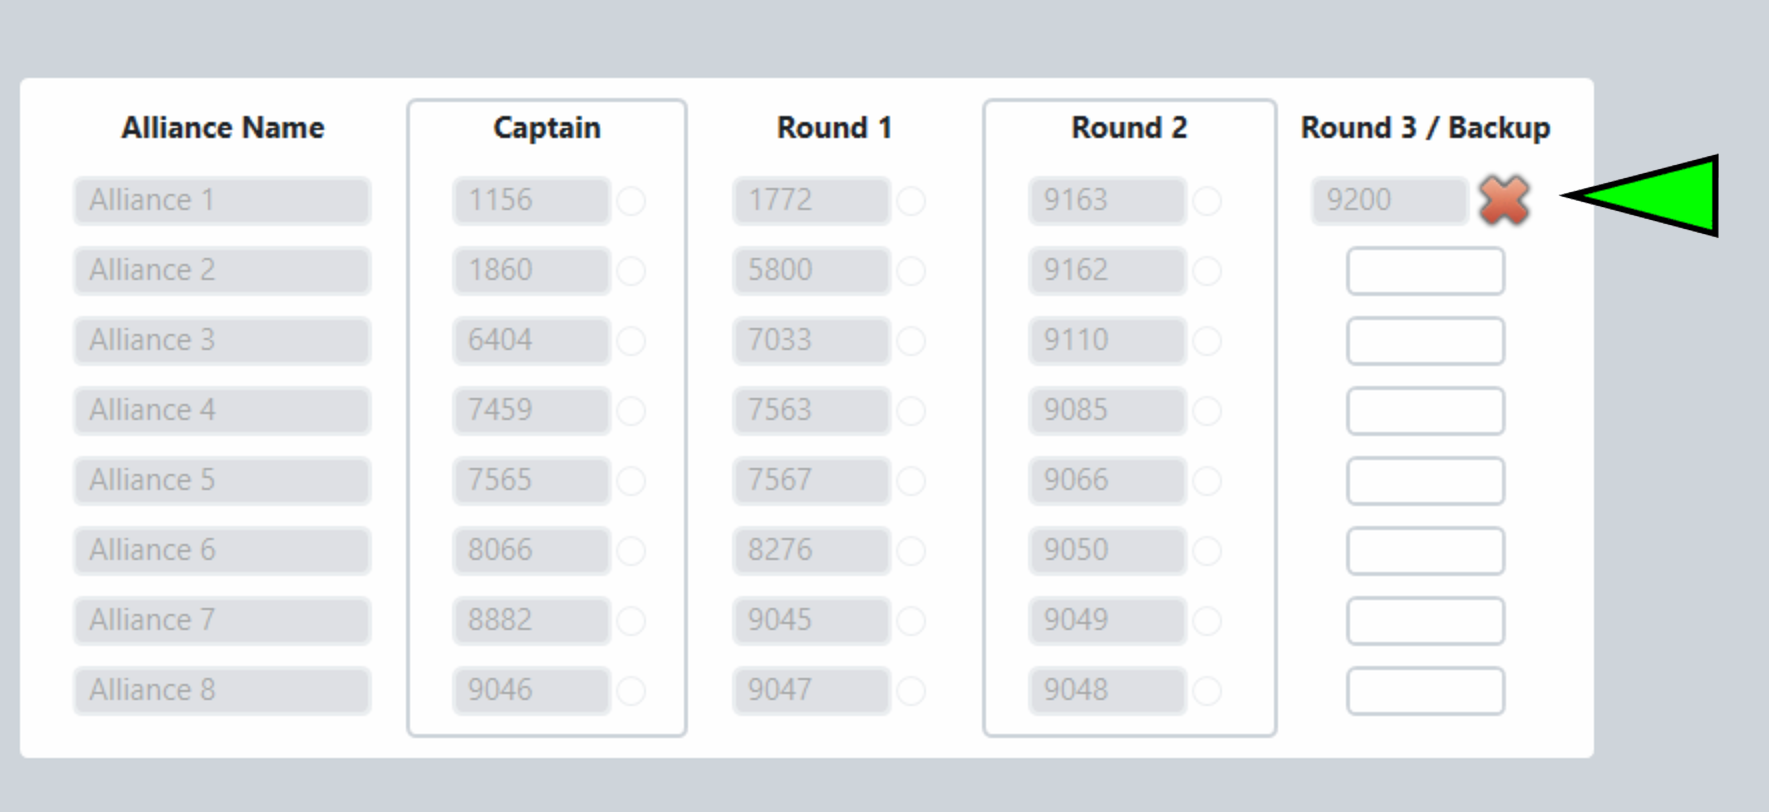 Alliance Name Captain Round 1 Round 2 Round 3 / Backup
Alliance 1 1156 1772 9163 9200
Alliance 2 1860 5800 9162
Alliance 3 6404 7033 9110
Alliance 4 7459 7563 9085
Alliance 5 7565 7567 9066
Alliance 6 8066 8276 9050
Alliance 7 8882 9045 9049
Alliance 8 9046 9047 9048